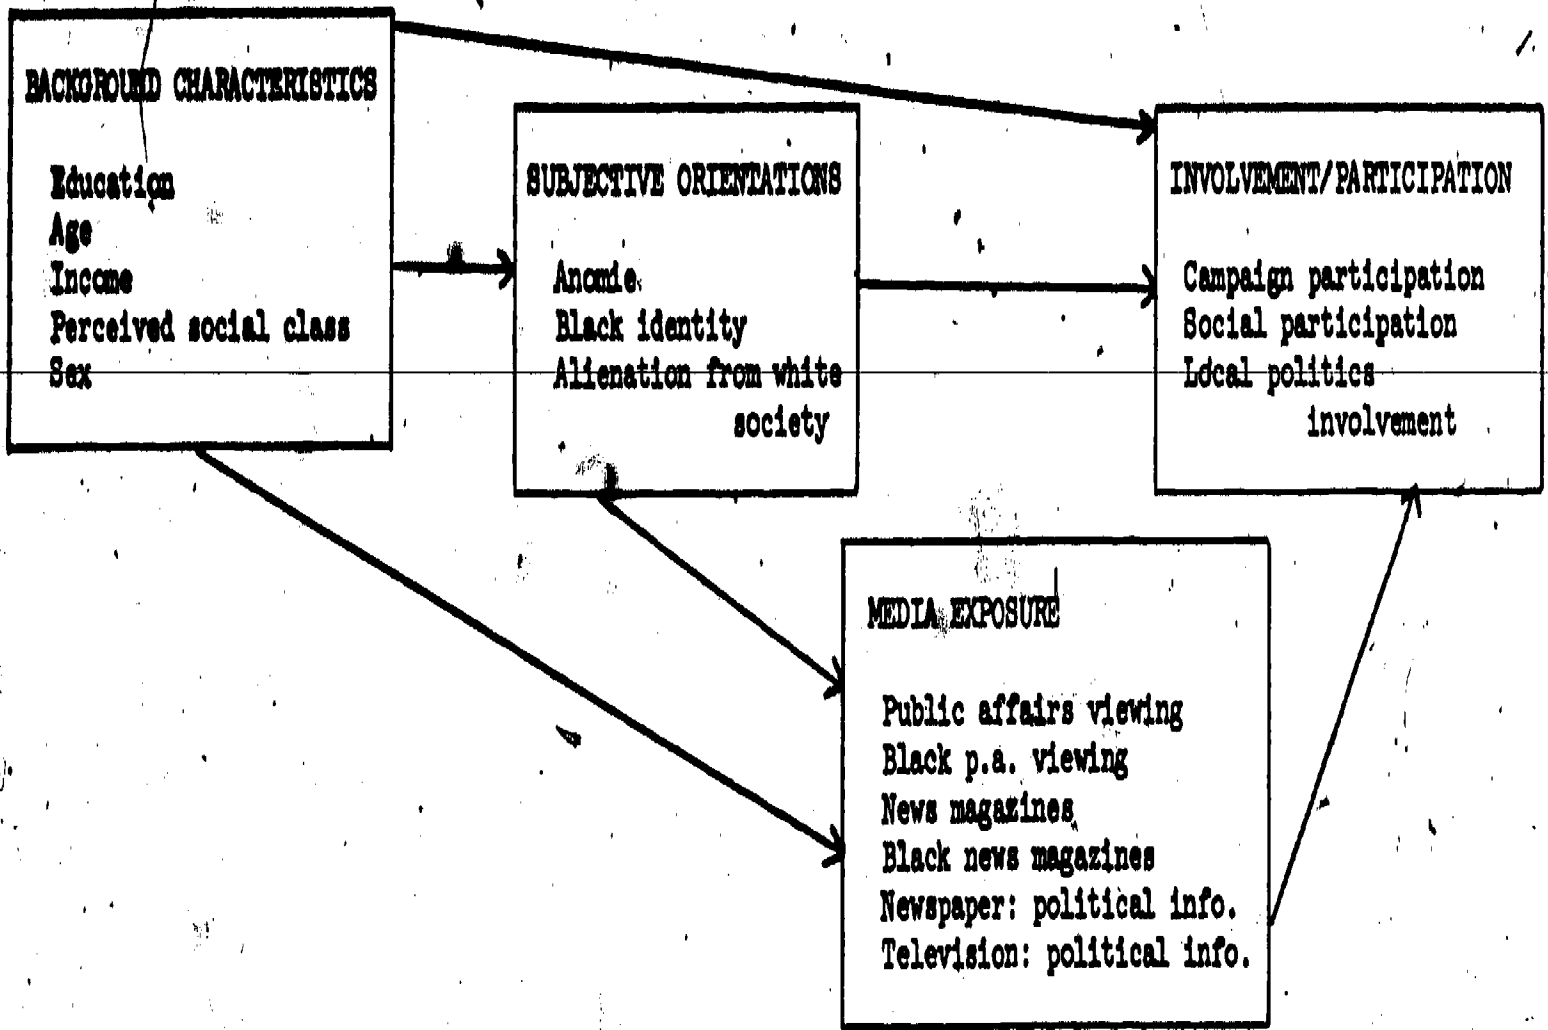 BACKGROUND CHARACTERISTICS
Education
Age
Income
Perceived social class
Sex
SUBJECTIVE ORIENTATIONS
Anomie
Black identity
Alienation from white
society
INVOLVEMENT/PARTICIPATION
Campaign participation
Social participation
Local politics
involvement
MEDIA EXPOSURE
Public affairs viewing
Black p.a. viewing
News magazines
Black news magazines
Newspaper: political info.
Television: political info.